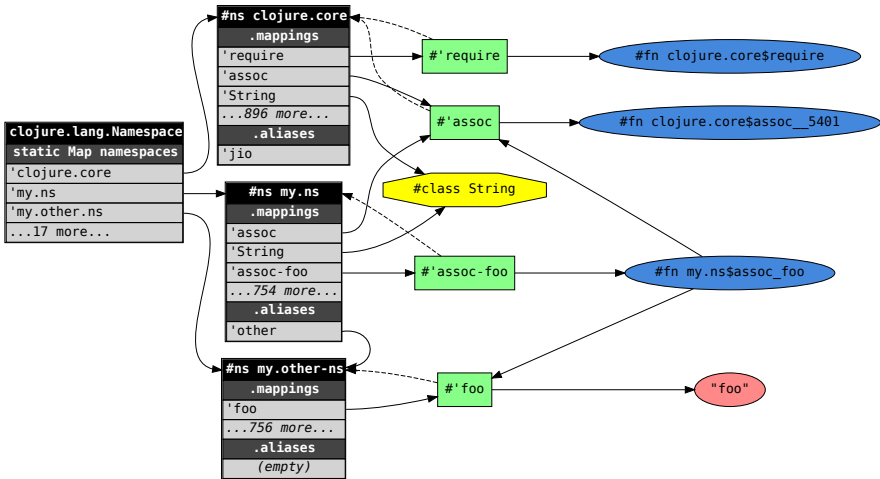 clojure.lang.Namespace
static Map namespaces
'clojure.core
'my.ns
'my.other.ns
...17 more...
#ns clojure.core
.mappings
'require
'assoc
'String
...896 more...
.aliases
'jio
#ns my.ns
.mappings
'assoc
'String
'assoc-foo
...754 more...
.aliases
'other
#ns my.other-ns
.mappings
'foo
...756 more...
.aliases
(empty)
#'require
#'assoc
#class String
#'assoc-foo
#'foo
#fn clojure.core$require
#fn clojure.core$assoc__5401
#fn my.ns$assoc_foo
"foo"